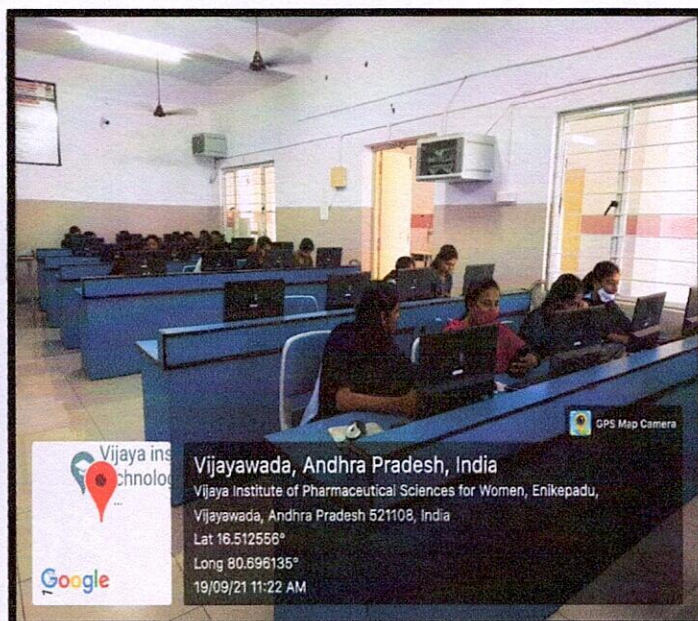 GPS Map Camera
Vijaya ins
chnolog
...
Google
Vijayawada, Andhra Pradesh, India
Vijaya Institute of Pharmaceutical Sciences for Women, Enikepadu,
Vijayawada, Andhra Pradesh 521108, India
Lat 16.512556°
Long 80.696135°
19/09/21 11:22 AM